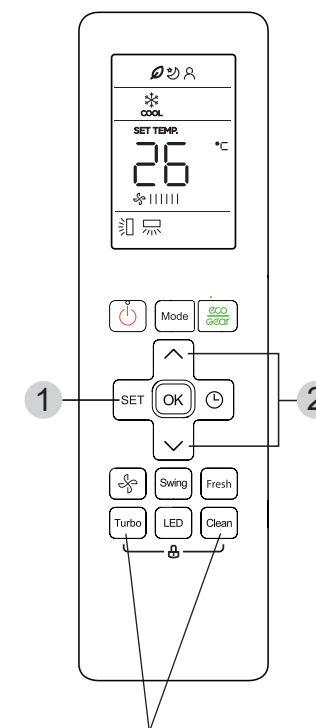 COOL
SET TEMP.
26 °C
Mode
eco
Gear
1 SET OK 2
Swing Fresh
Turbo LED Clean